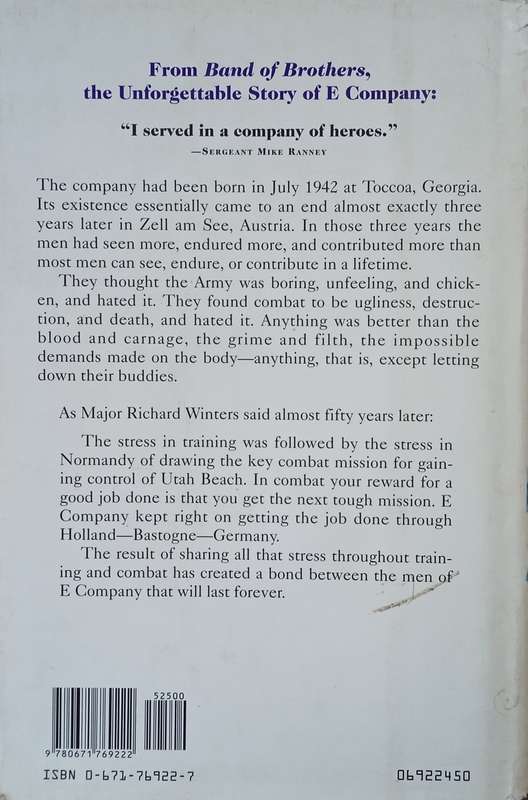 From Band of Brothers,
the Unforgettable Story of E Company:
“I served in a company of heroes.”
—Sergeant Mike Ranney
The company had been born in July 1942 at Toccoa, Georgia.
Its existence essentially came to an end almost exactly three
years later in Zell am See, Austria. In those three years the
men had seen more, endured more, and contributed more than
most men can see, endure, or contribute in a lifetime.
They thought the Army was boring, unfeeling, and chick-
en, and hated it. They found combat to be ugliness, destruc-
tion, and death, and hated it. Anything was better than the
blood and carnage, the grime and filth, the impossible
demands made on the body—anything, that is, except letting
down their buddies.
As Major Richard Winters said almost fifty years later:
The stress in training was followed by the stress in
Normandy of drawing the key combat mission for gain-
ing control of Utah Beach. In combat your reward for a
good job done is that you get the next tough mission. E
Company kept right on getting the job done through
Holland—Bastogne—Germany.
The result of sharing all that stress throughout train-
ing and combat has created a bond between the men of
E Company that will last forever.
52500
9 780671 769222
ISBN 0-671-76922-7
06922450